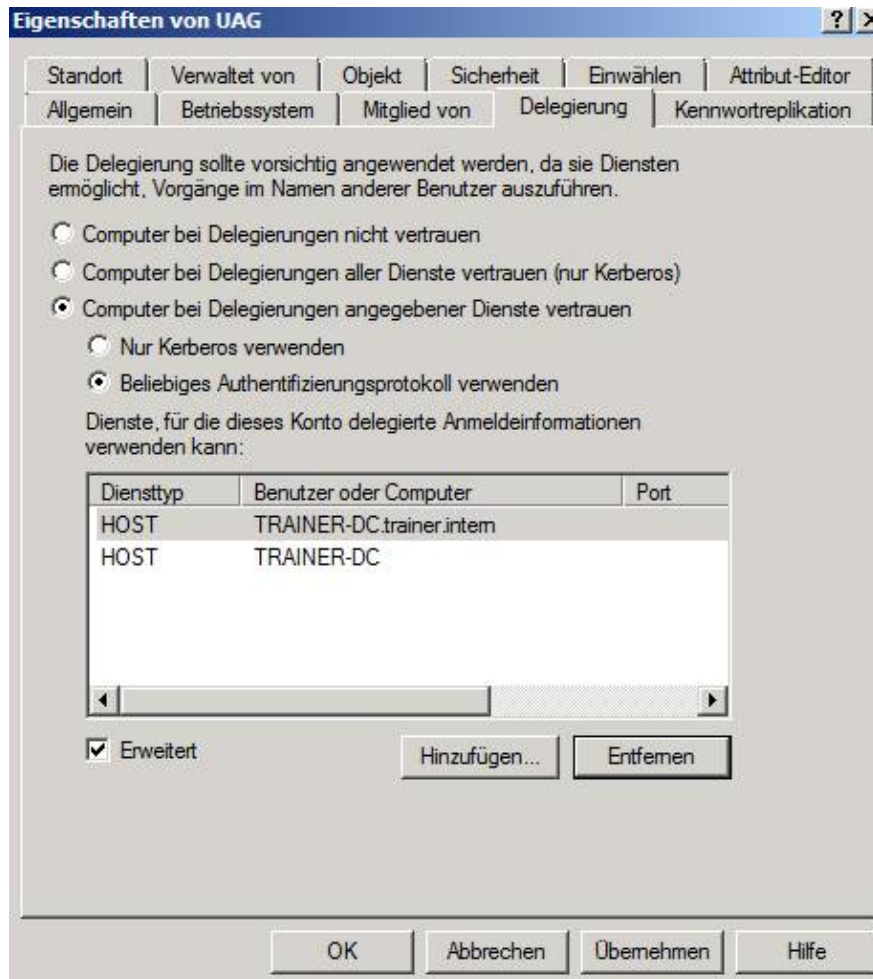 Eigenschaften von UAG
Standort Verwaltet von Objekt Sicherheit Einwählen Attribut-Editor
Allgemein Betriebssystem Mitglied von Delegierung Kennwortreplikation
Die Delegierung sollte vorsichtig angewendet werden, da sie Diensten
ermöglicht, Vorgänge im Namen anderer Benutzer auszuführen.
Computer bei Delegierungen nicht vertrauen
Computer bei Delegierungen aller Dienste vertrauen (nur Kerberos)
Computer bei Delegierungen angegebener Dienste vertrauen
Nur Kerberos verwenden
Beliebiges Authentifizierungsprotokoll verwenden
Dienste, für die dieses Konto delegierte Anmeldeinformationen
verwenden kann:
Diensttyp Benutzer oder Computer Port
HOST TRAINER-DC.trainer.intern
HOST TRAINER-DC
Erweitert Hinzufügen... Entfernen
OK Abbrechen Übernehmen Hilfe